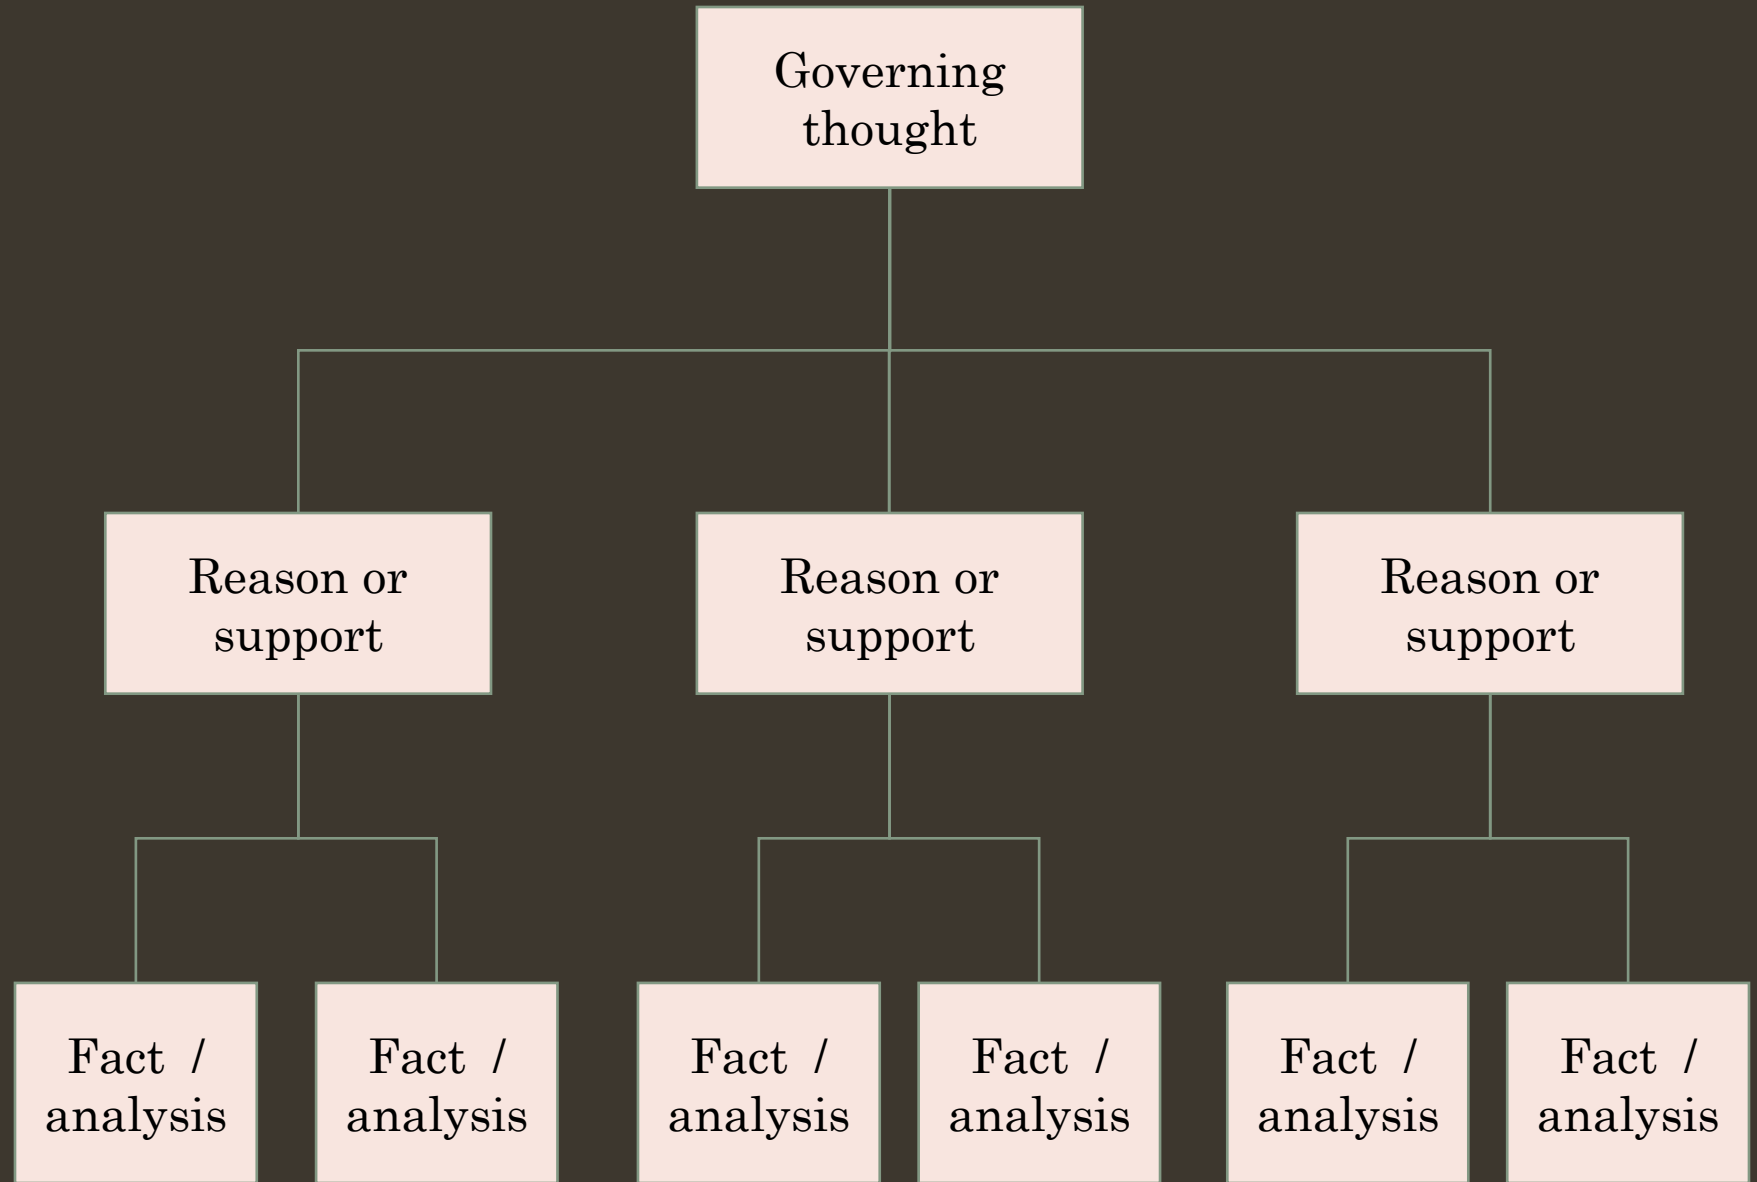 Governing
thought
Reason or
support
Reason or
support
Reason or
support
Fact  /
analysis
Fact  /
analysis
Fact  /
analysis
Fact  /
analysis
Fact  /
analysis
Fact  /
analysis